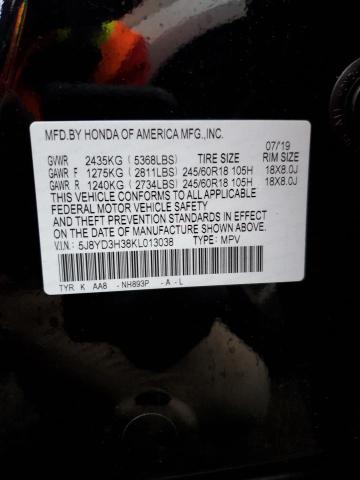 MFD.BY HONDA OF AMERICA MFG.,INC.
07/19
GVWR 2435KG (5368LBS) TIRE SIZE RIM SIZE
GAWR F 1275KG (2811LBS) 245/60R18 105H 18X8.0J
GAWR R 1240KG (2734LBS) 245/60R18 105H 18X8.0J
THIS VEHICLE CONFORMS TO ALL APPLICABLE
FEDERAL MOTOR VEHICLE SAFETY
AND THEFT PREVENTION STANDARDS IN EFFECT
ON THE DATE OF MANUFACTURE SHOWN ABOVE.
V.I.N: 5J8YD3H38KL013038 TYPE: MPV
TYR K AA8 -NH893P -A -L